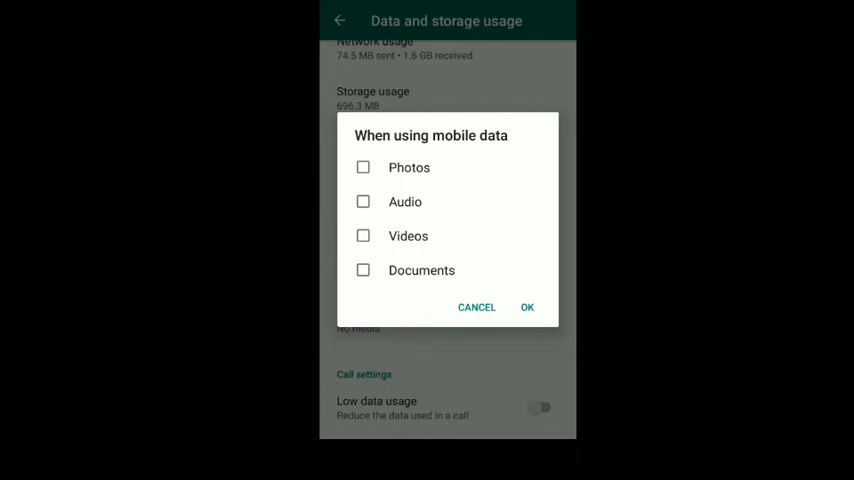 Data and storage usage
Network usage
74.5 MB sent • 1.6 GB received
Storage usage
696.3 MB
When using mobile data
Photos
Audio
Videos
Documents
CANCEL OK
No media
Call settings
Low data usage
Reduce the data used in a call